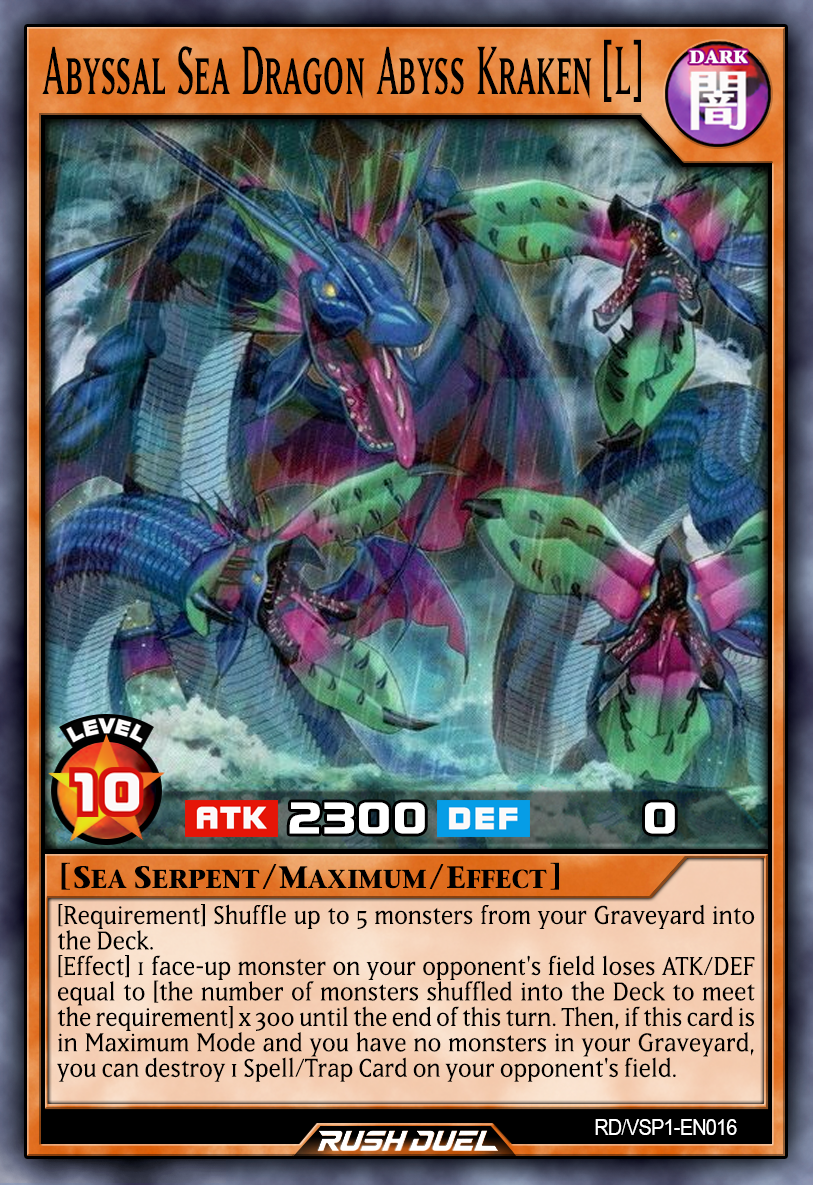 Abyssal Sea Dragon Abyss Kraken [L]
DARK
闇
LEVEL
10
ATK 2300 DEF 0
[Sea Serpent/Maximum/Effect]
[Requirement] Shuffle up to 5 monsters from your Graveyard into
the Deck.
[Effect] 1 face-up monster on your opponent's field loses ATK/DEF
equal to [the number of monsters shuffled into the Deck to meet
the requirement] x 300 until the end of this turn. Then, if this card is
in Maximum Mode and you have no monsters in your Graveyard,
you can destroy 1 Spell/Trap Card on your opponent's field.
RUSH DUEL
RD/VSP1-EN016